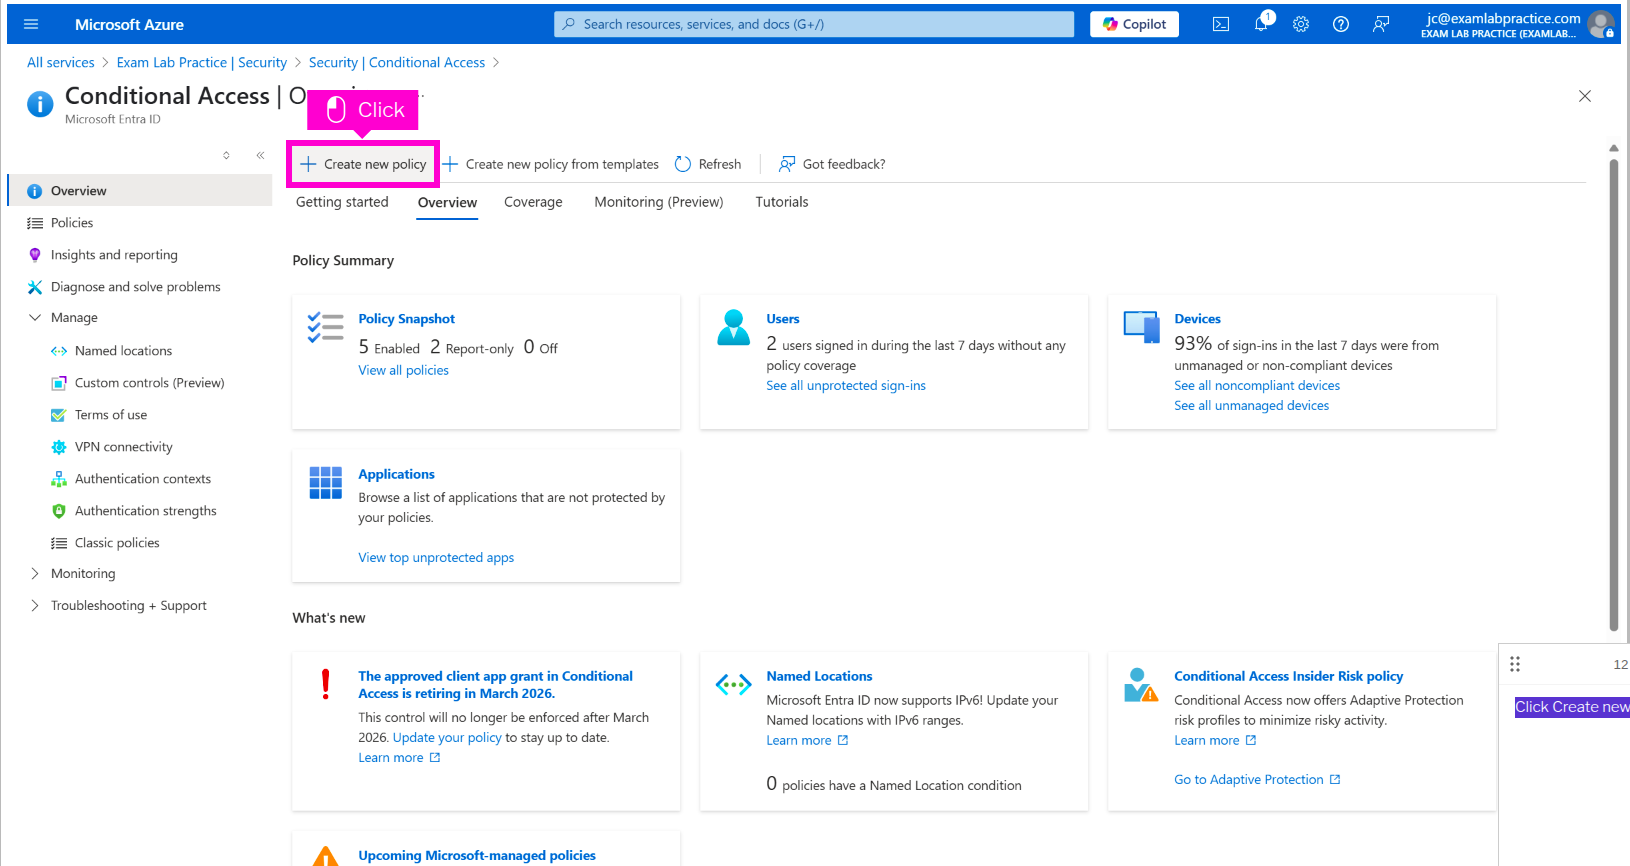 Microsoft Azure
Search resources, services, and docs (G+/)
Copilot
1
jc@examlabpractice.com
EXAM LAB PRACTICE (EXAMLAB...
All services > Exam Lab Practice | Security > Security | Conditional Access >
Conditional Access | O
Microsoft Entra ID
Click
Create new policy
Create new policy from templates
Refresh
Got feedback?
Overview
Policies
Insights and reporting
Diagnose and solve problems
Manage
Named locations
Custom controls (Preview)
Terms of use
VPN connectivity
Authentication contexts
Authentication strengths
Classic policies
Monitoring
Troubleshooting + Support
Getting started
Overview
Coverage
Monitoring (Preview)
Tutorials
Policy Summary
Policy Snapshot
5 Enabled 2 Report-only 0 Off
View all policies
Users
2 users signed in during the last 7 days without any
policy coverage
See all unprotected sign-ins
Devices
93% of sign-ins in the last 7 days were from
unmanaged or non-compliant devices
See all noncompliant devices
See all unmanaged devices
Applications
Browse a list of applications that are not protected by
your policies.
View top unprotected apps
What's new
The approved client app grant in Conditional
Access is retiring in March 2026.
This control will no longer be enforced after March
2026. Update your policy to stay up to date.
Learn more
Named Locations
Microsoft Entra ID now supports IPv6! Update your
Named locations with IPv6 ranges.
Learn more
0 policies have a Named Location condition
Conditional Access Insider Risk policy
Conditional Access now offers Adaptive Protection
risk profiles to minimize risky activity.
Learn more
Go to Adaptive Protection
Upcoming Microsoft-managed policies
12
Click Create new